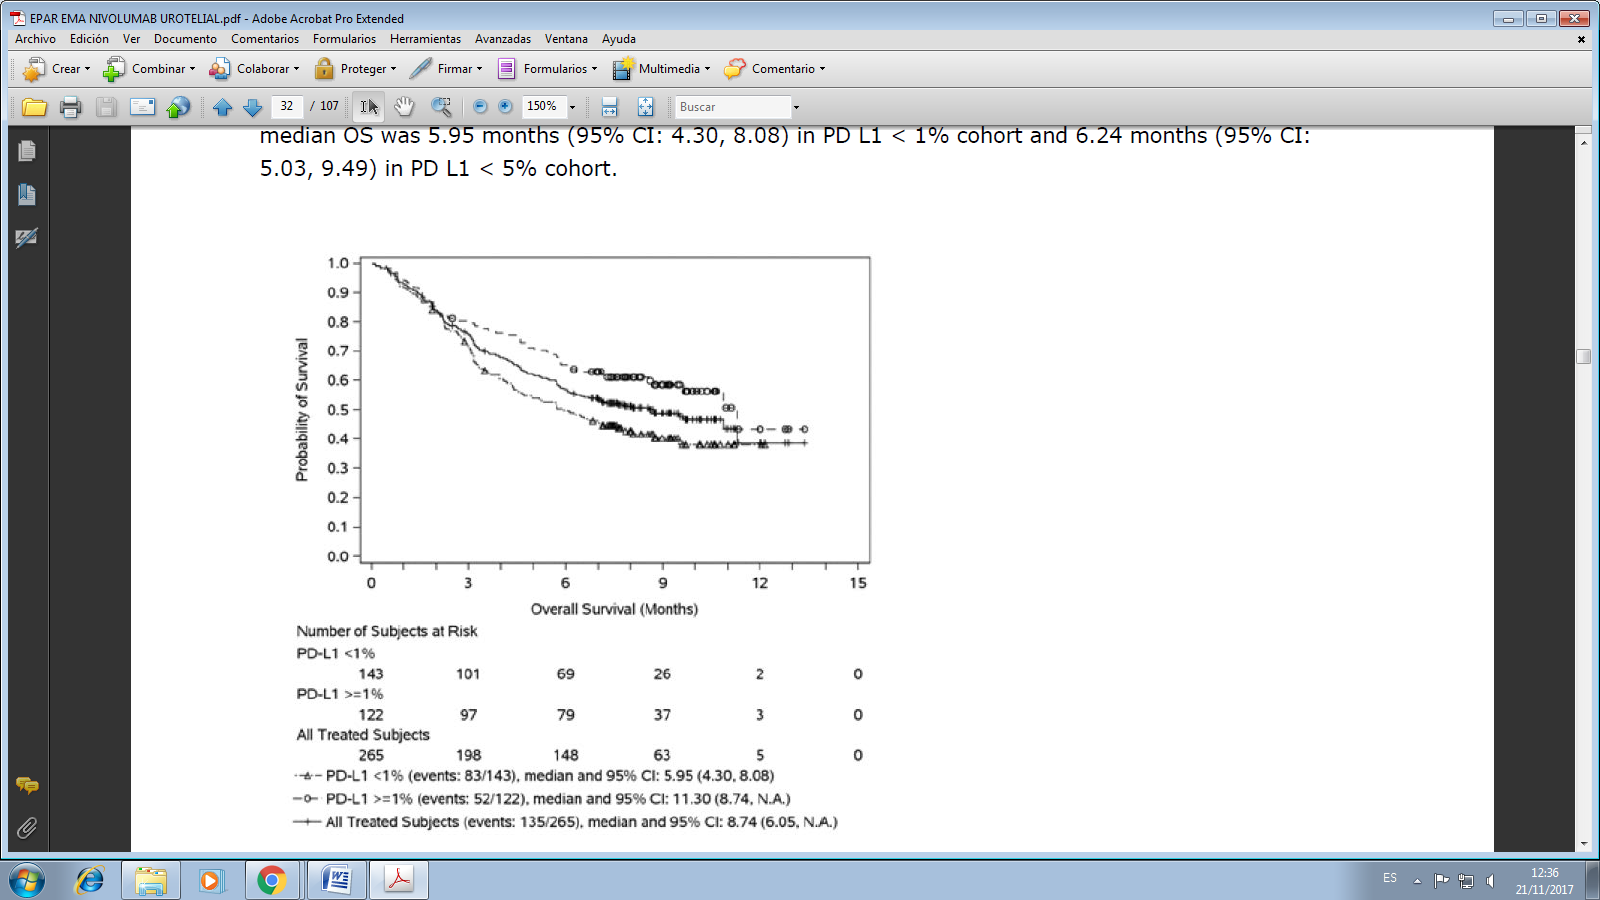 EPAR EMA NIVOLUMAB UROTELIAL.pdf - Adobe Acrobat Pro Extended
Archivo Edición Ver Documento Comentarios Formularios Herramientas Avanzadas Ventana Ayuda
Crear Combinar Colaborar Proteger Firmar Formularios Multimedia Comentario
32 / 107 150% Buscar
median OS was 5.95 months (95% CI: 4.30, 8.08) in PD L1 < 1% cohort and 6.24 months (95% CI:
5.03, 9.49) in PD L1 < 5% cohort.
Probability of Survival
1.0
0.9
0.8
0.7
0.6
0.5
0.4
0.3
0.2
0.1
0.0
0 3 6 9 12 15
Overall Survival (Months)
Number of Subjects at Risk
PD-L1 <1%
143 101 69 26 2 0
PD-L1 >=1%
122 97 79 37 3 0
All Treated Subjects
265 198 148 63 5 0
PD-L1 <1% (events: 83/143), median and 95% CI: 5.95 (4.30, 8.08)
PD-L1 >=1% (events: 52/122), median and 95% CI: 11.30 (8.74, N.A.)
All Treated Subjects (events: 135/265), median and 95% CI: 8.74 (6.05, N.A.)
ES
12:36
21/11/2017